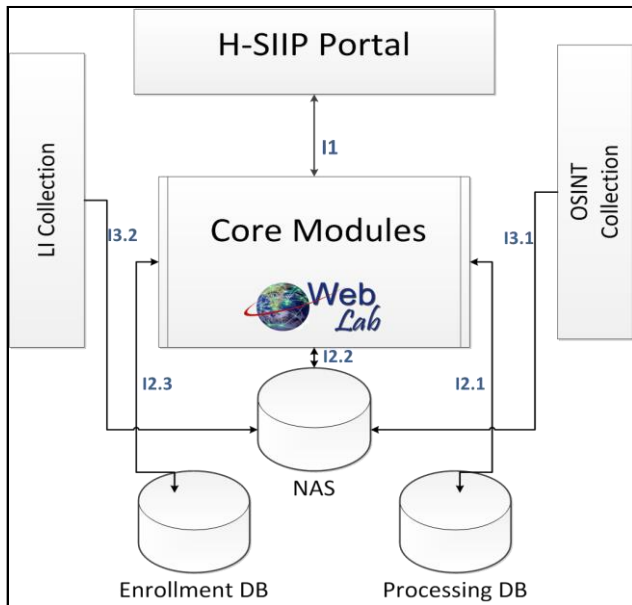 H-SIIP Portal
I1
LI Collection
OSINT
Collection
I3.2
Core Modules
I3.1
Web
Lab
I2.2
I2.3
I2.1
NAS
Enrollment DB
Processing DB